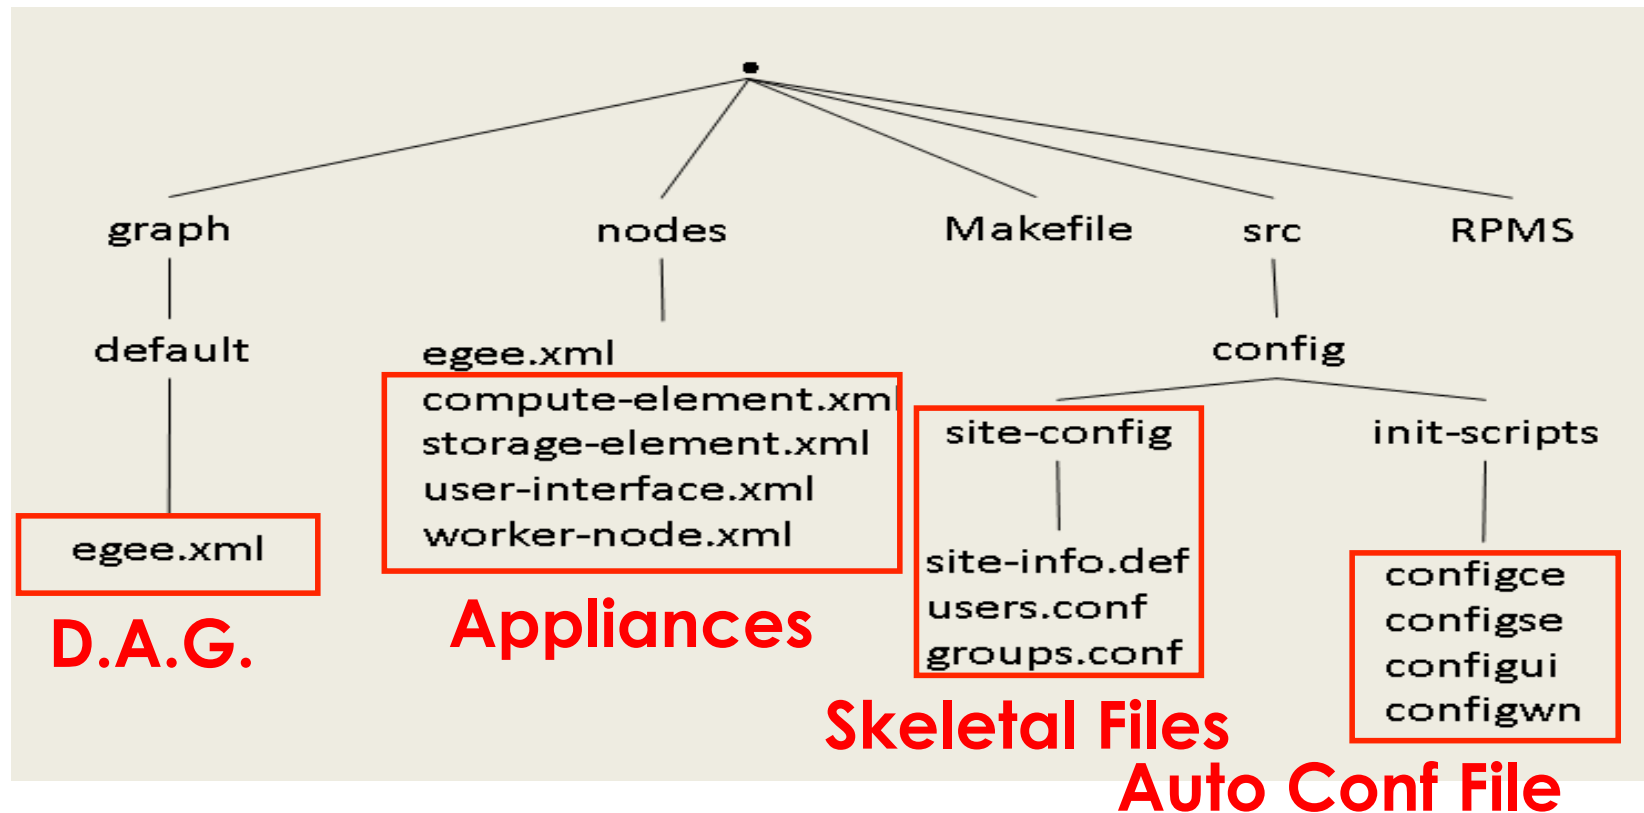 graph
nodes
Makefile
src
RPMS
default
egee.xml
config
compute-element.xml
storage-element.xml
user-interface.xml
worker-node.xml
site-config
init-scripts
egee.xml
site-info.def
users.conf
groups.conf
configce
configse
configui
configwn
D.A.G.
Appliances
Skeletal Files
Auto Conf File